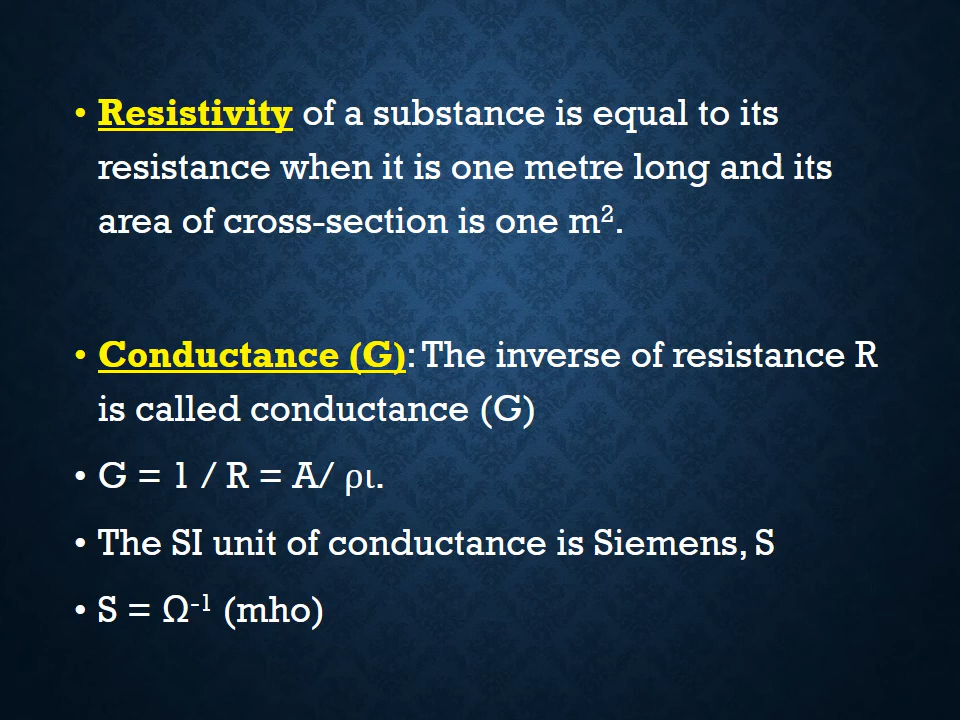 • Resistivity of a substance is equal to its
resistance when it is one metre long and its
area of cross-section is one m².
• Conductance (G): The inverse of resistance R
is called conductance (G)
• G = 1 / R = A/ ρι.
• The SI unit of conductance is Siemens, S
• S = Ω⁻¹ (mho)